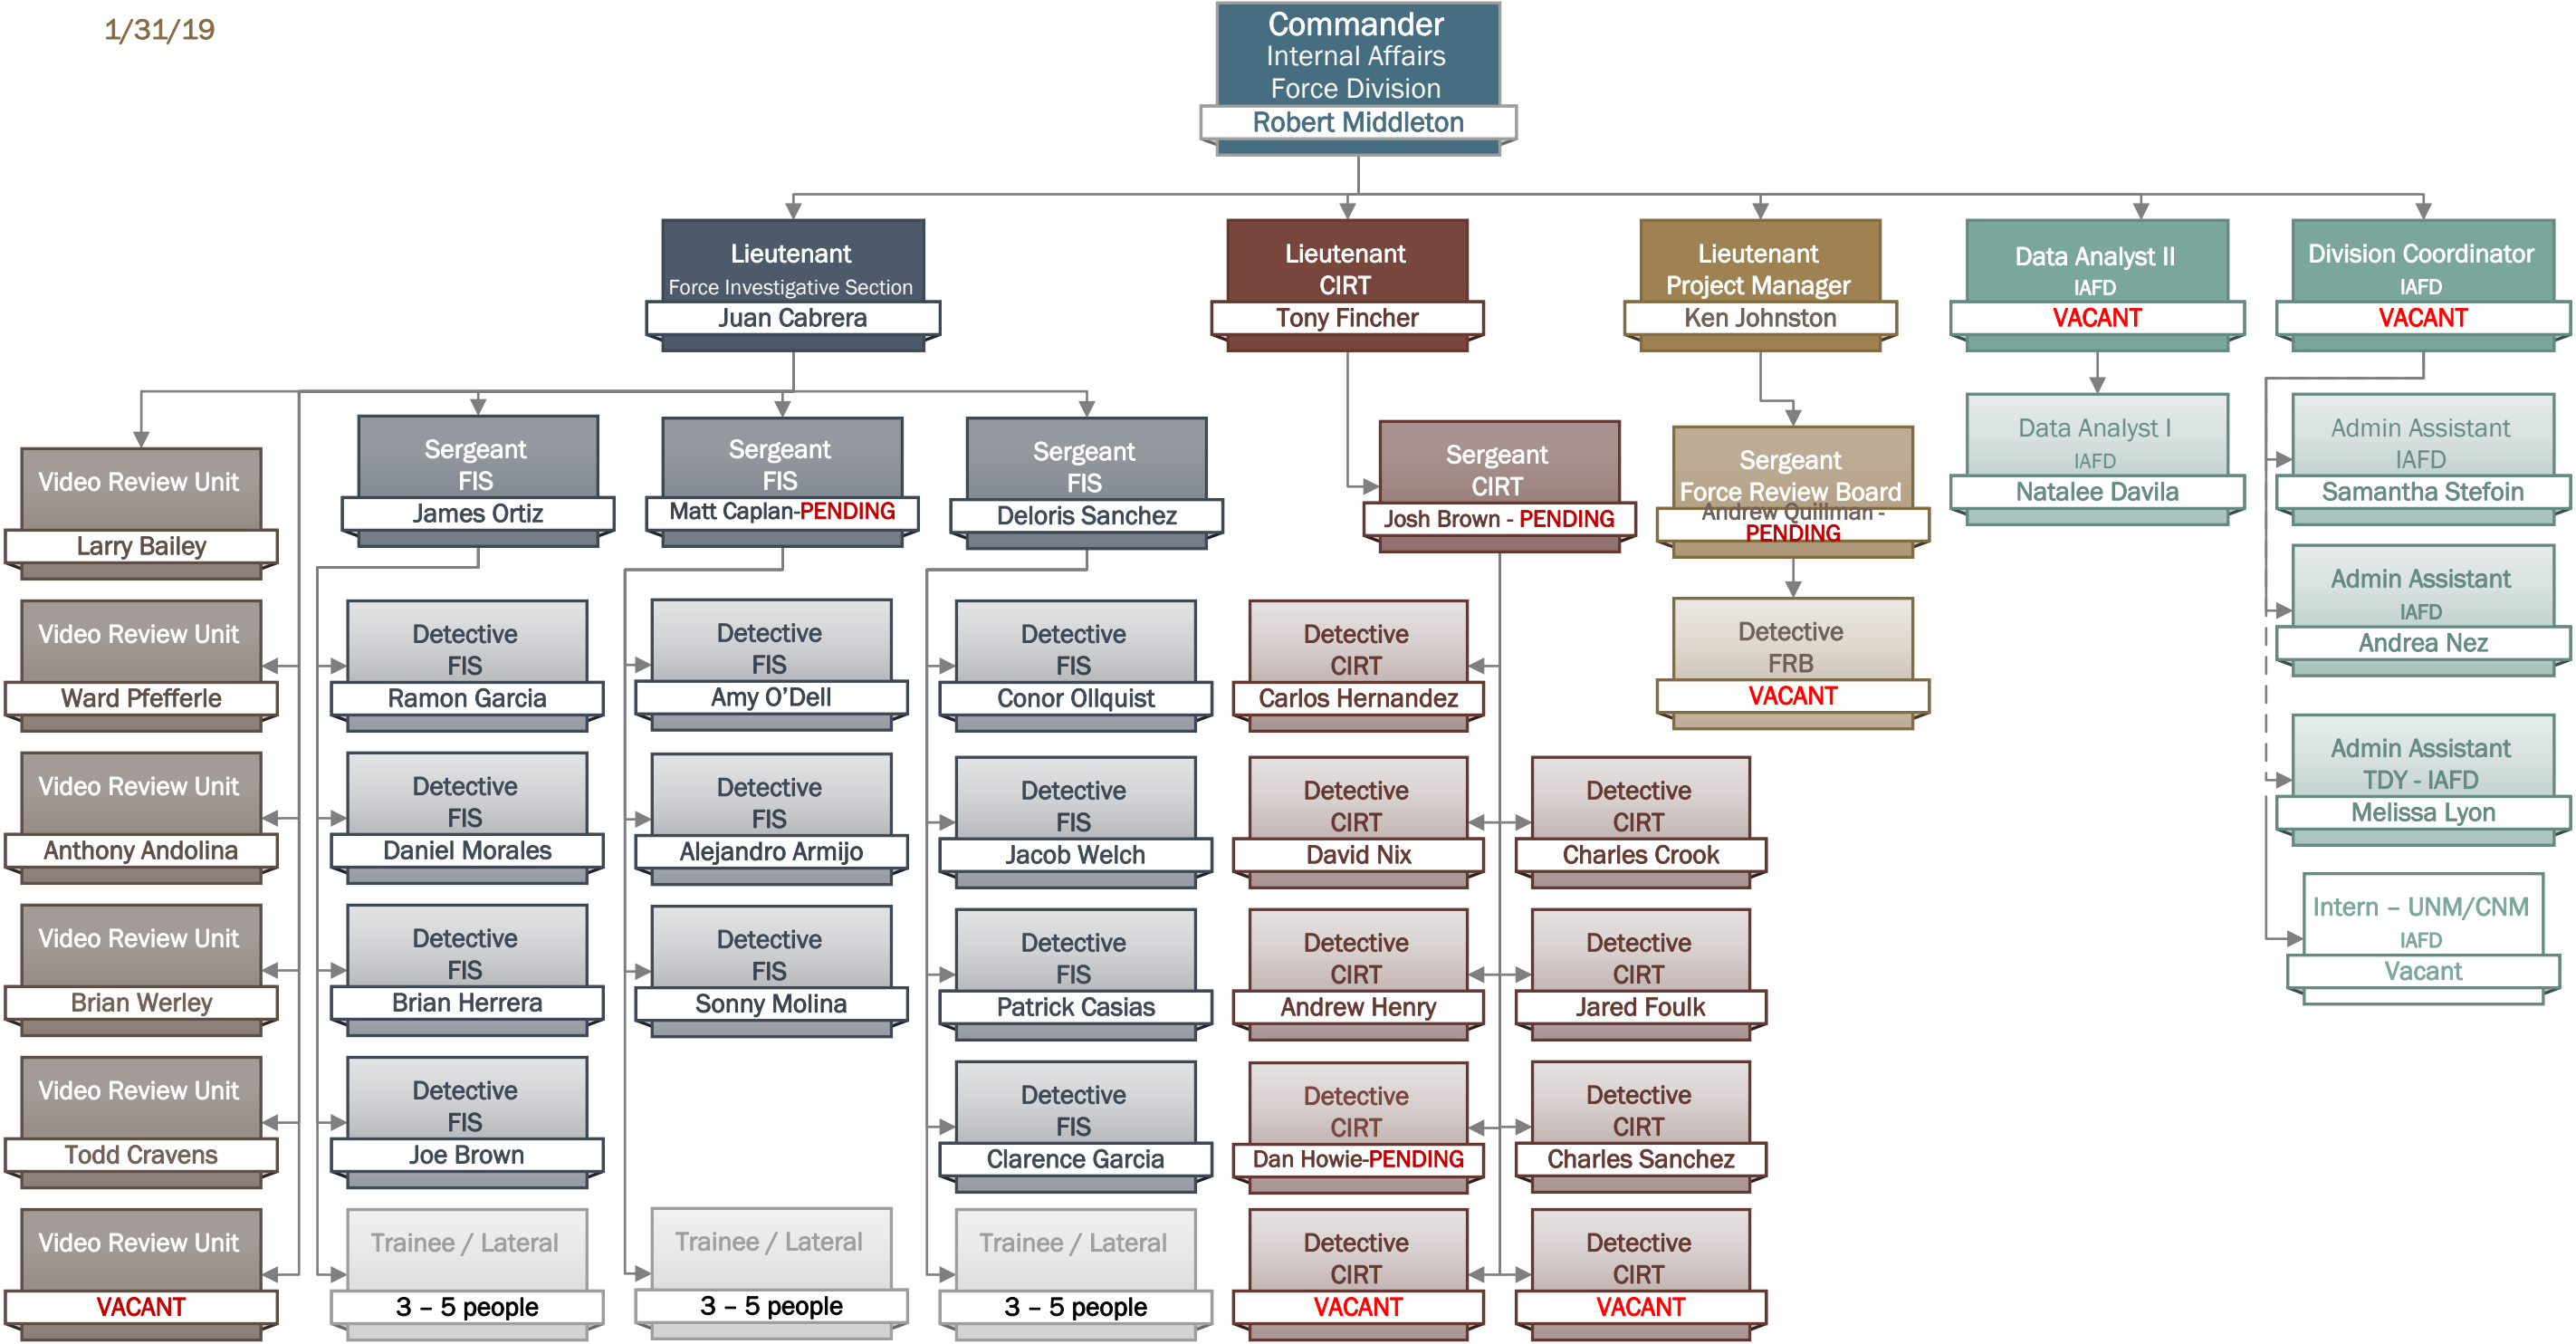 1/31/19
Commander
Internal Affairs
Force Division
Robert Middleton
Lieutenant
Force Investigative Section
Juan Cabrera
Lieutenant
CIRT
Tony Fincher
Lieutenant
Project Manager
Ken Johnston
Data Analyst II
IAFD
VACANT
Division Coordinator
IAFD
VACANT
Video Review Unit
Larry Bailey
Sergeant
FIS
James Ortiz
Sergeant
FIS
Matt Caplan-PENDING
Sergeant
FIS
Deloris Sanchez
Sergeant
CIRT
Josh Brown - PENDING
Sergeant
Force Review Board
Andrew Quillman -
PENDING
Data Analyst I
IAFD
Natalee Davila
Admin Assistant
IAFD
Samantha Stefoin
Video Review Unit
Ward Pfefferle
Detective
FIS
Ramon Garcia
Detective
FIS
Amy O’Dell
Detective
FIS
Conor Ollquist
Detective
CIRT
Carlos Hernandez
Detective
FRB
VACANT
Admin Assistant
IAFD
Andrea Nez
Video Review Unit
Anthony Andolina
Detective
FIS
Daniel Morales
Detective
FIS
Alejandro Armijo
Detective
FIS
Jacob Welch
Detective
CIRT
David Nix
Detective
CIRT
Charles Crook
Admin Assistant
TDY - IAFD
Melissa Lyon
Video Review Unit
Brian Werley
Detective
FIS
Brian Herrera
Detective
FIS
Sonny Molina
Detective
FIS
Patrick Casias
Detective
CIRT
Andrew Henry
Detective
CIRT
Jared Foulk
Intern – UNM/CNM
IAFD
Vacant
Video Review Unit
Todd Cravens
Detective
FIS
Joe Brown
Detective
FIS
Clarence Garcia
Detective
CIRT
Dan Howie-PENDING
Detective
CIRT
Charles Sanchez
Video Review Unit
VACANT
Trainee / Lateral
3 – 5 people
Trainee / Lateral
3 – 5 people
Trainee / Lateral
3 – 5 people
Detective
CIRT
VACANT
Detective
CIRT
VACANT